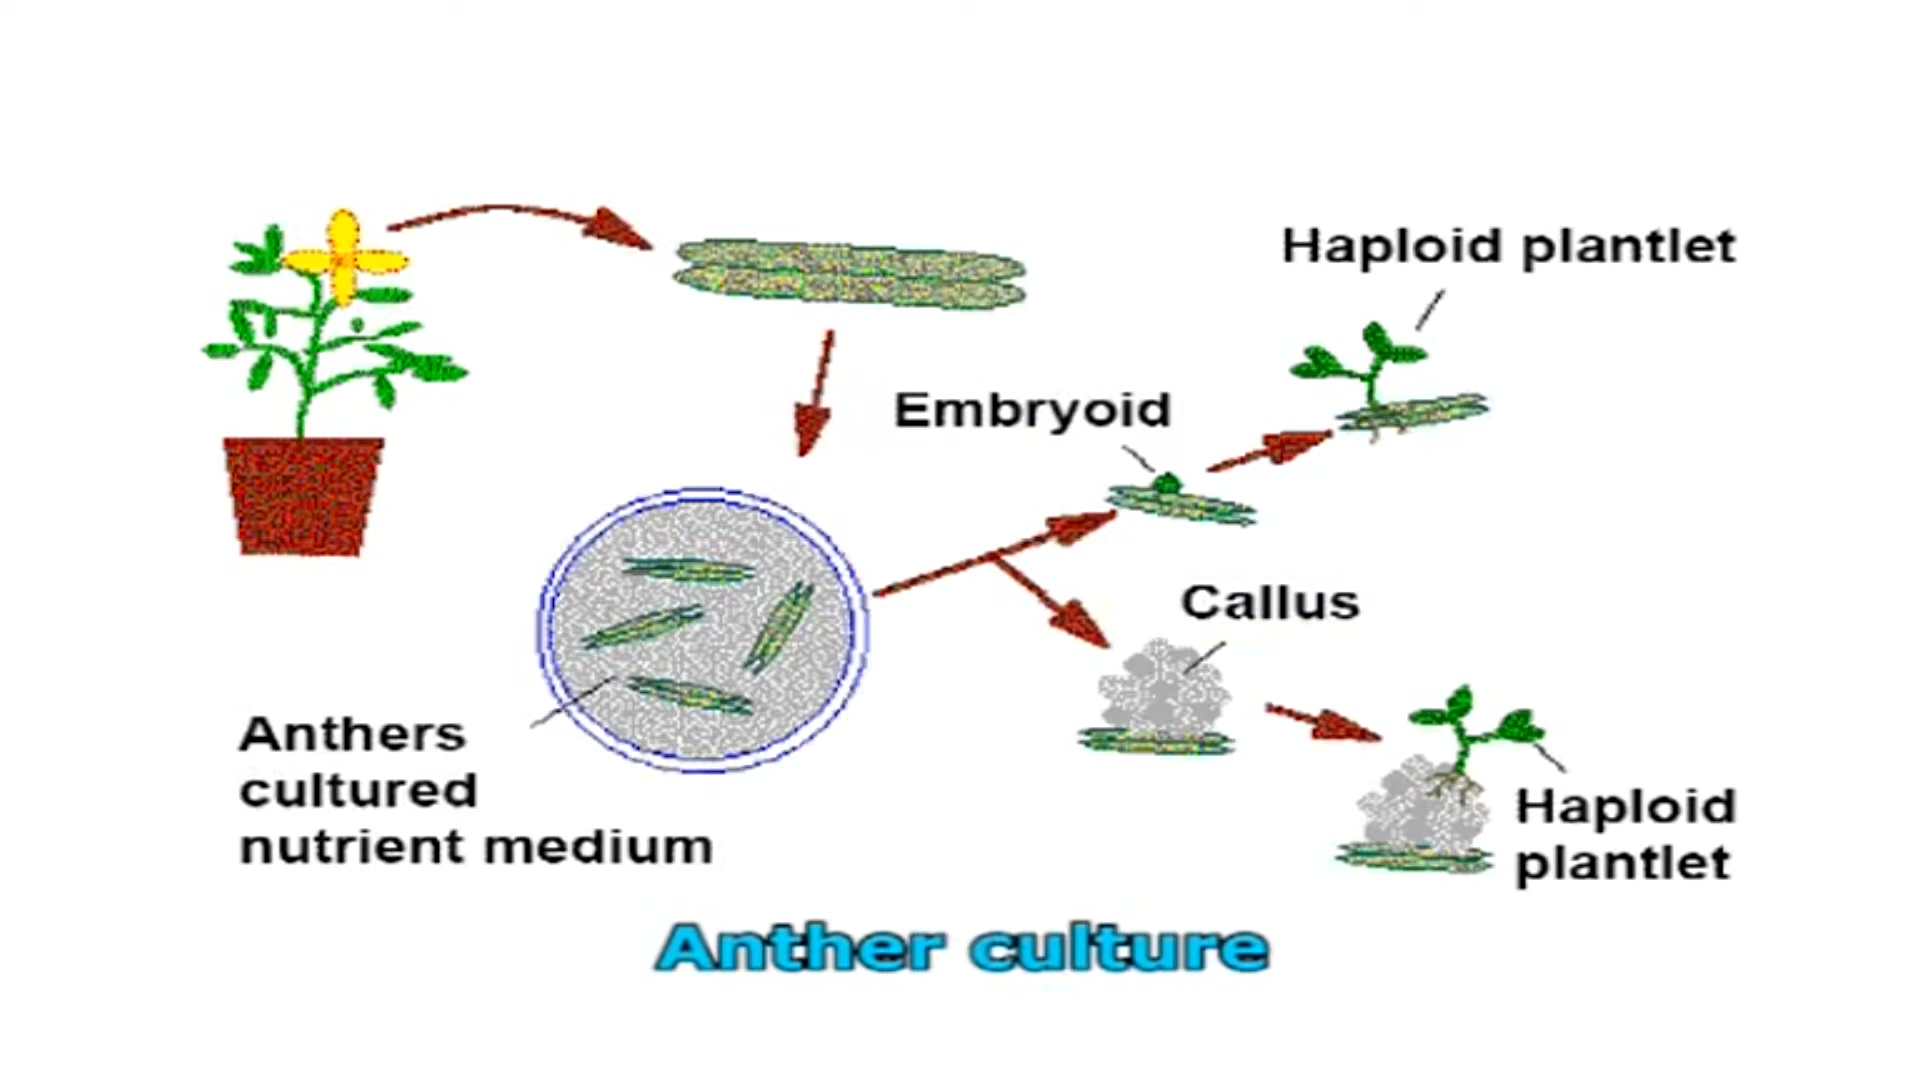 Haploid plantlet
Embryoid
Callus
Anthers
cultured
nutrient medium
Haploid
plantlet
Anther culture